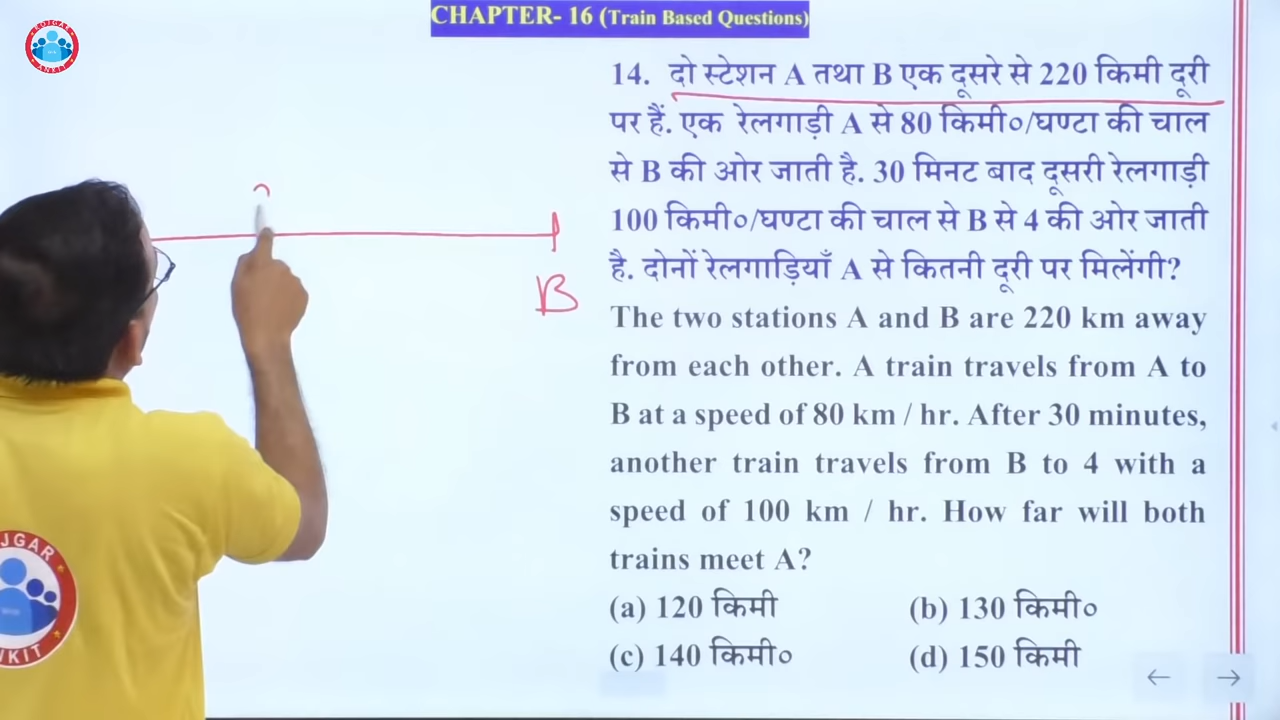 CHAPTER- 16 (Train Based Questions)
ROJGAR
ANKIT
14. दो स्टेशन A तथा B एक दूसरे से 220 किमी दूरी
पर हैं. एक रेलगाड़ी A से 80 किमी०/घण्टा की चाल
से B की ओर जाती है. 30 मिनट बाद दूसरी रेलगाड़ी
100 किमी०/घण्टा की चाल से B से 4 की ओर जाती
है. दोनों रेलगाड़ियाँ A से कितनी दूरी पर मिलेंगी?
B
The two stations A and B are 220 km away
from each other. A train travels from A to
B at a speed of 80 km / hr. After 30 minutes,
another train travels from B to 4 with a
speed of 100 km / hr. How far will both
trains meet A?
(a) 120 किमी (b) 130 किमी०
(c) 140 किमी० (d) 150 किमी
JGAR
NKIT